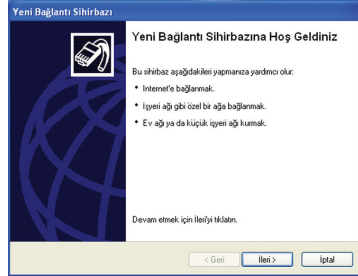 Yeni Bağlantı Sihirbazı
Yeni Bağlantı Sihirbazına Hoş Geldiniz
Bu sihirbaz aşağıdakileri yapmanıza yardımcı olur:
• Internet'e bağlanmak.
• İşyeri ağı gibi özel bir ağa bağlanmak.
• Ev ağı ya da küçük işyeri ağı kurmak.
Devam etmek için İleri'yi tıklatın.
< Geri İleri > İptal